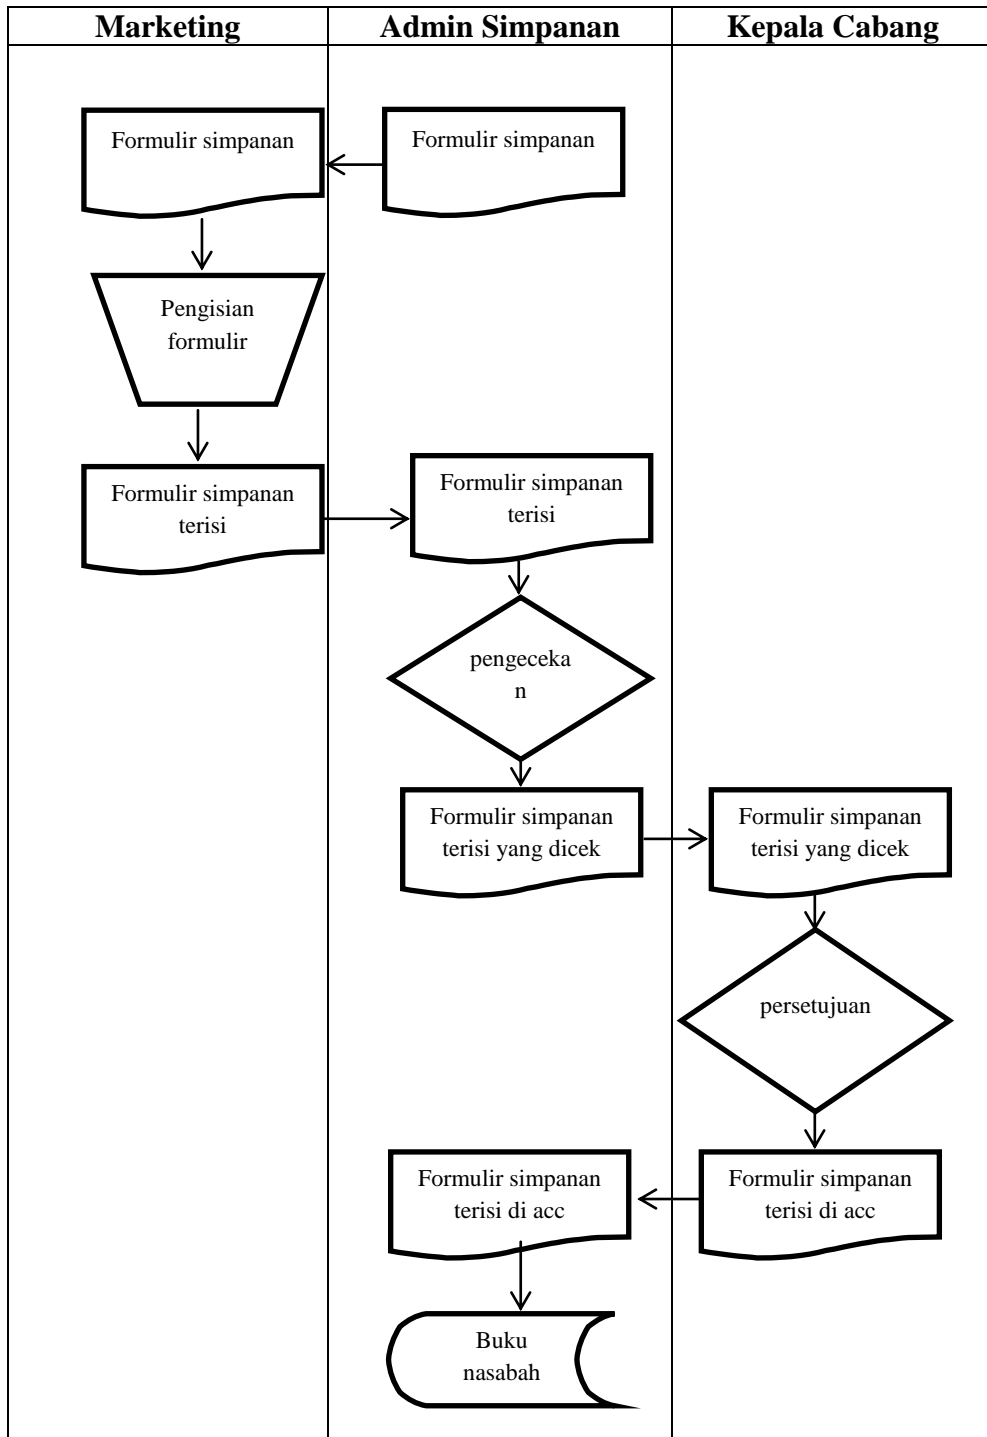 Marketing
Admin Simpanan
Kepala Cabang
Formulir simpanan
Formulir simpanan
Pengisian
formulir
Formulir simpanan
terisi
Formulir simpanan
terisi
pengeceka
n
Formulir simpanan
terisi yang dicek
Formulir simpanan
terisi yang dicek
persetujuan
Formulir simpanan
terisi di acc
Formulir simpanan
terisi di acc
Buku
nasabah